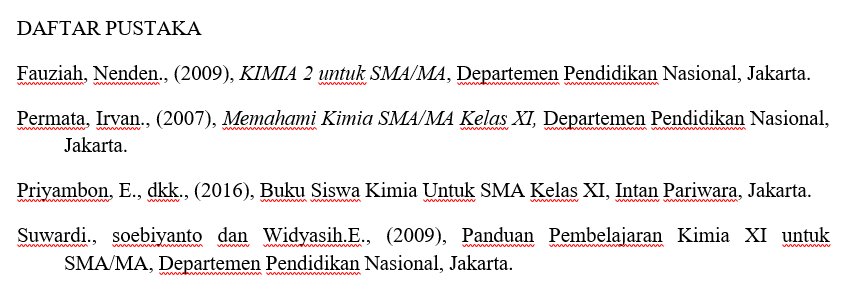 DAFTAR PUSTAKA
Fauziah, Nenden., (2009), KIMIA 2 untuk SMA/MA, Departemen Pendidikan Nasional, Jakarta.
Permata, Irvan., (2007), Memahami Kimia SMA/MA Kelas XI, Departemen Pendidikan Nasional,
Jakarta.
Priyambon, E., dkk., (2016), Buku Siswa Kimia Untuk SMA Kelas XI, Intan Pariwara, Jakarta.
Suwardi., soebiyanto dan Widyasih.E., (2009), Panduan Pembelajaran Kimia XI untuk
SMA/MA, Departemen Pendidikan Nasional, Jakarta.